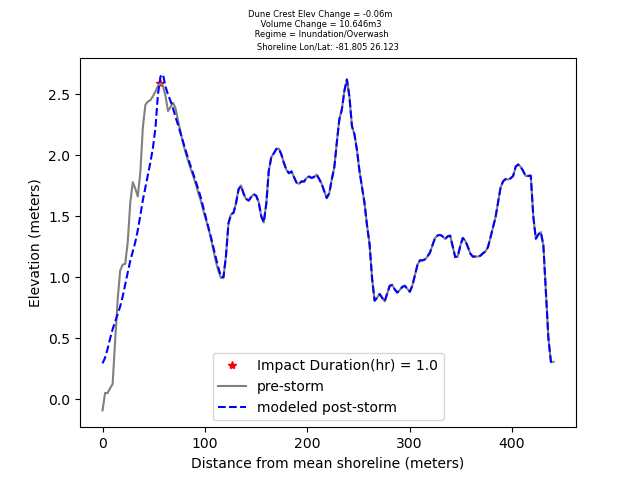 Dune Crest Elev Change = -0.06m
Volume Change = 10.646m3
Regime = Inundation/Overwash
Shoreline Lon/Lat: -81.805 26.123
2.5
2.0
1.5
1.0
0.5
0.0
Elevation (meters)
Impact Duration(hr) = 1.0
pre-storm
modeled post-storm
0 100 200 300 400
Distance from mean shoreline (meters)